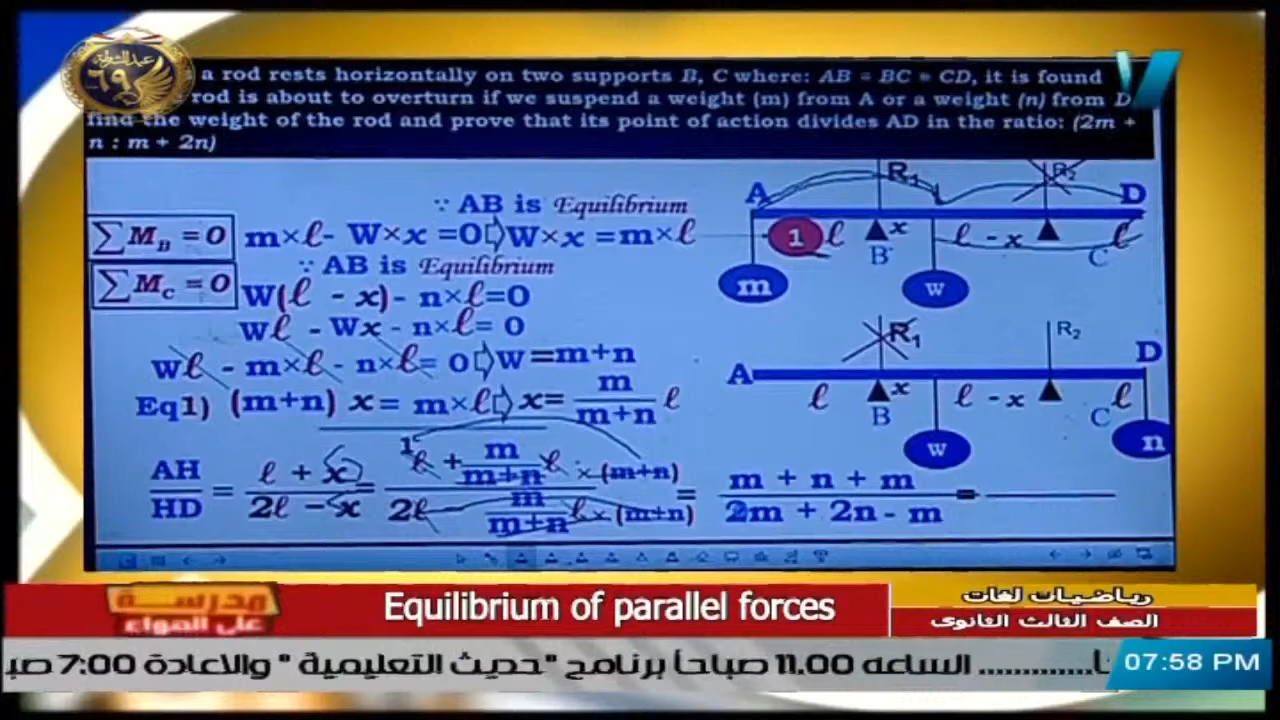 a rod rests horizontally on two supports B, C where: AB = BC = CD, it is found
rod is about to overturn if we suspend a weight (m) from A or a weight (n) from D
find the weight of the rod and prove that its point of action divides AD in the ratio: (2m +
n : m + 2n)
∵ AB is Equilibrium
∑M_B = 0 m×ℓ- W×x =0⇨W×x =m×ℓ
∵ AB is Equilibrium
∑M_C = 0 W(ℓ - x)- n×ℓ=0
Wℓ - Wx - n×ℓ= 0
Wℓ - m×ℓ - n×ℓ= 0⇨W=m+n
Eq1) (m+n) x= m×ℓ⇨x= m/m+n ℓ
AH/HD = ℓ + x/2ℓ - x = 1 ℓ + m/m+n ℓ × (m+n)/2ℓ - m/m+n ℓ × (m+n) = m + n + m/2m + 2n - m =
R₁ R₂
A D
1 ℓ x ℓ - x ℓ
B C
m w
R₁ R₂
A D
ℓ x ℓ - x ℓ
B C
w n
مدرسة
على الهواء
Equilibrium of parallel forces
رياضيات لغات
الصف الثالث الثانوى
الساعه 11.00 صباحاً برنامج "حديث التعليمية " والاعادة 7:00
07:58 PM